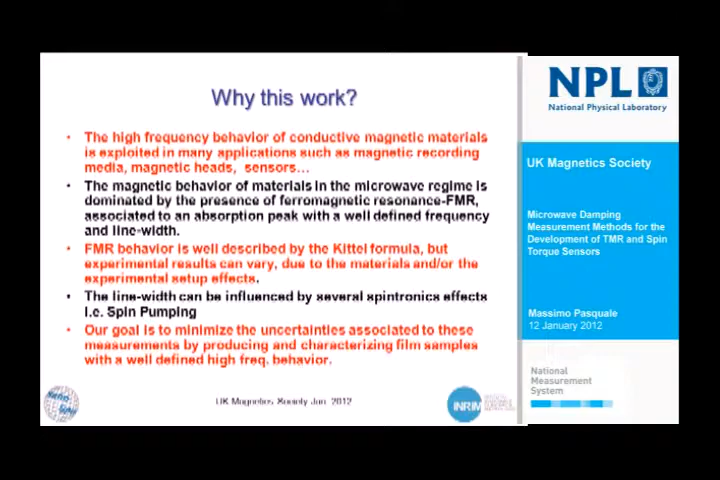 Why this work?
• The high frequency behavior of conductive magnetic materials
is exploited in many applications such as magnetic recording
media, magnetic heads, sensors...
• The magnetic behavior of materials in the microwave regime is
dominated by the presence of ferromagnetic resonance-FMR,
associated to an absorption peak with a well defined frequency
and line-width.
• FMR behavior is well described by the Kittel formula, but
experimental results can vary, due to the materials and/or the
experimental setup effects.
• The line-width can be influenced by several spintronics effects
i.e. Spin Pumping
• Our goal is to minimize the uncertainties associated to these
measurements by producing and characterizing film samples
with a well defined high freq. behavior.
UK Magnetics Society Jan. 2012
INRIM
NPL
National Physical Laboratory
UK Magnetics Society
Microwave Damping
Measurement Methods for the
Development of TMR and Spin
Torque Sensors
Massimo Pasquale
12 January 2012
National
Measurement
System